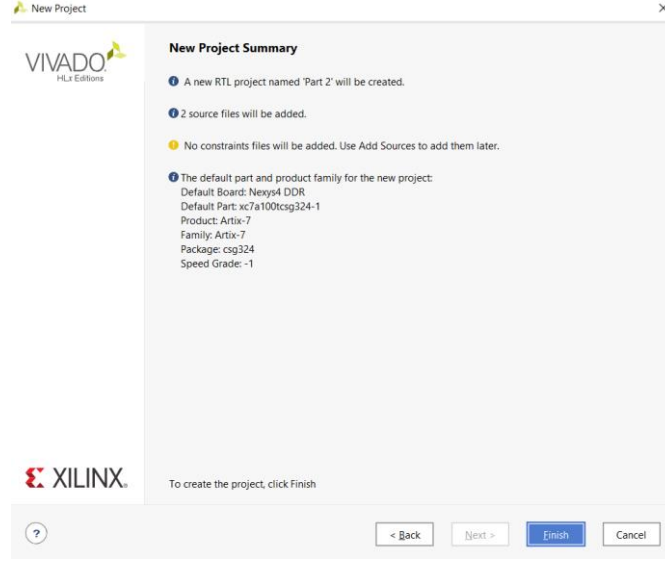 New Project
VIVADO
HLx Editions
New Project Summary
A new RTL project named 'Part 2' will be created.
2 source files will be added.
No constraints files will be added. Use Add Sources to add them later.
The default part and product family for the new project:
Default Board: Nexys4 DDR
Default Part: xc7a100tcsg324-1
Product: Artix-7
Family: Artix-7
Package: csg324
Speed Grade: -1
XILINX.
To create the project, click Finish
?
< Back
Next >
Finish
Cancel